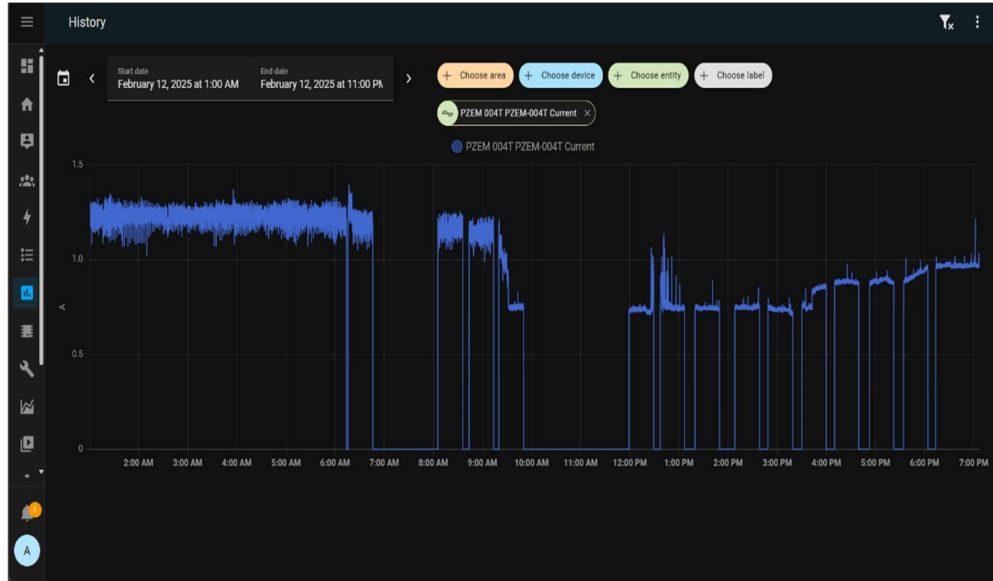 History
Start date
February 12, 2025 at 1:00 AM
End date
February 12, 2025 at 11:00 PM
+ Choose area
+ Choose device
+ Choose entity
+ Choose label
PZEM 004T PZEM-004T Current ×
PZEM 004T PZEM-004T Current
1.5
1.0
A
0.5
0
2:00 AM 3:00 AM 4:00 AM 5:00 AM 6:00 AM 7:00 AM 8:00 AM 9:00 AM 10:00 AM 11:00 AM 12:00 PM 1:00 PM 2:00 PM 3:00 PM 4:00 PM 5:00 PM 6:00 PM 7:00 PM
1
A